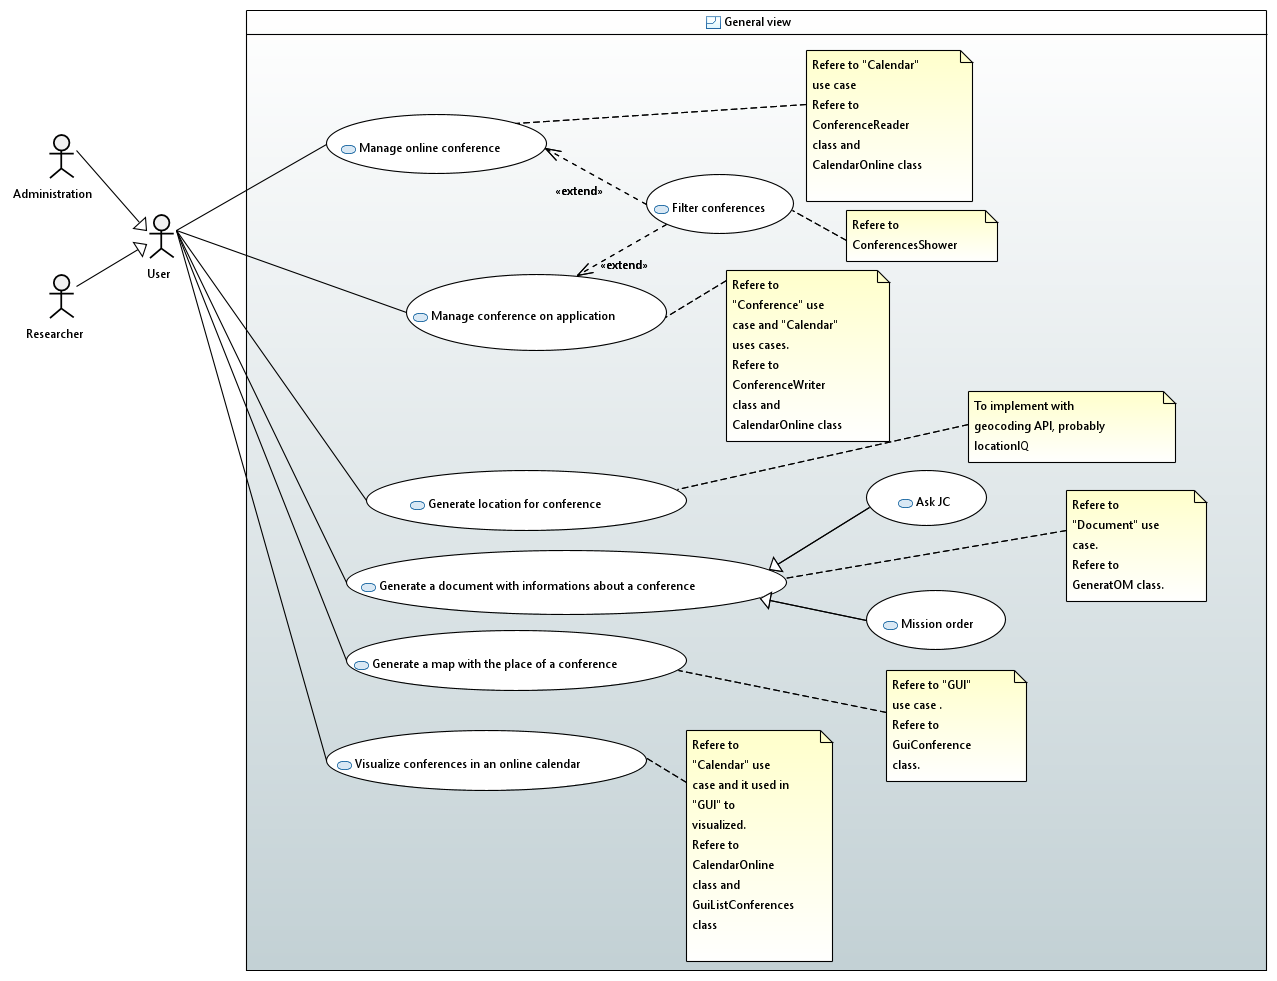 General view
Refere to "Calendar"
use case
Refere to
ConferenceReader
class and
CalendarOnline class
Manage online conference
Administration
«extend»
Filter conferences
Refere to
ConferencesShower
User
«extend»
Refere to
"Conference" use
case and "Calendar"
uses cases.
Refere to
ConferenceWriter
class and
CalendarOnline class
Manage conference on application
Researcher
To implement with
geocoding API, probably
locationIQ
Generate location for conference
Ask JC
Refere to
"Document" use
case.
Refere to
GeneratOM class.
Generate a document with informations about a conference
Mission order
Generate a map with the place of a conference
Refere to "GUI"
use case .
Refere to
GuiConference
class.
Visualize conferences in an online calendar
Refere to
"Calendar" use
case and it used in
"GUI" to
visualized.
Refere to
CalendarOnline
class and
GuiListConferences
class